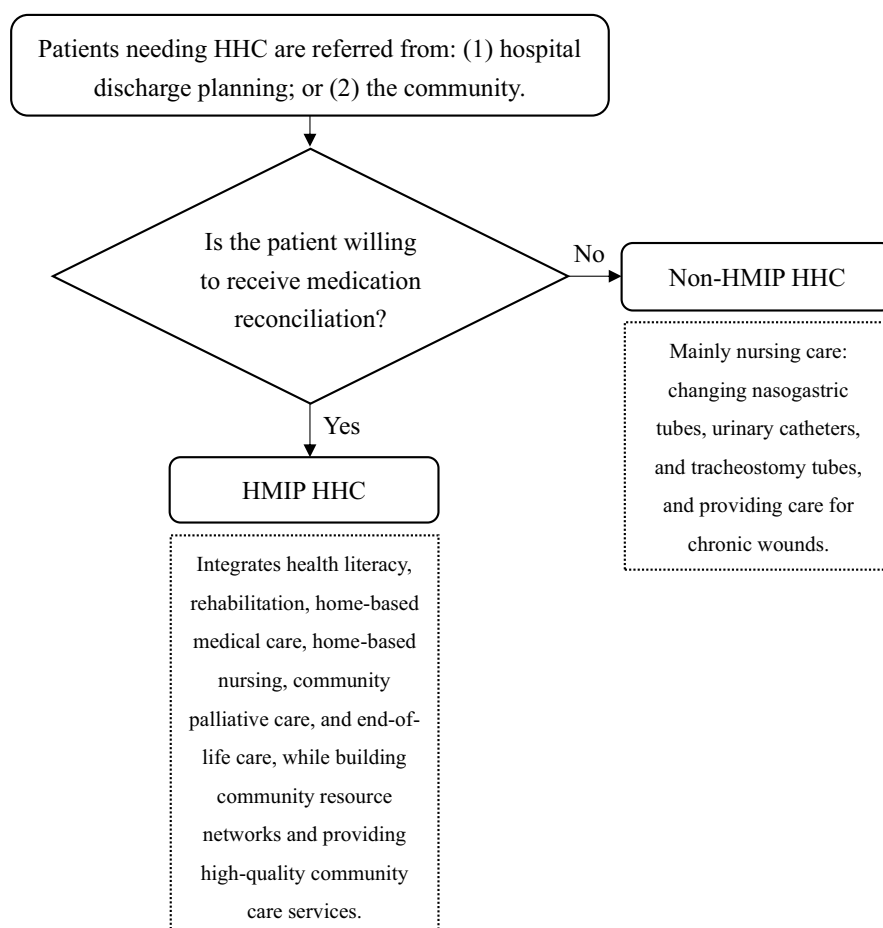 Patients needing HHC are referred from: (1) hospital
discharge planning; or (2) the community.
Is the patient willing
to receive medication
reconciliation?
No
Non-HMIP HHC
Mainly nursing care:
changing nasogastric
tubes, urinary catheters,
and tracheostomy tubes,
and providing care for
chronic wounds.
Yes
HMIP HHC
Integrates health literacy,
rehabilitation, home-based
medical care, home-based
nursing, community
palliative care, and end-of-
life care, while building
community resource
networks and providing
high-quality community
care services.